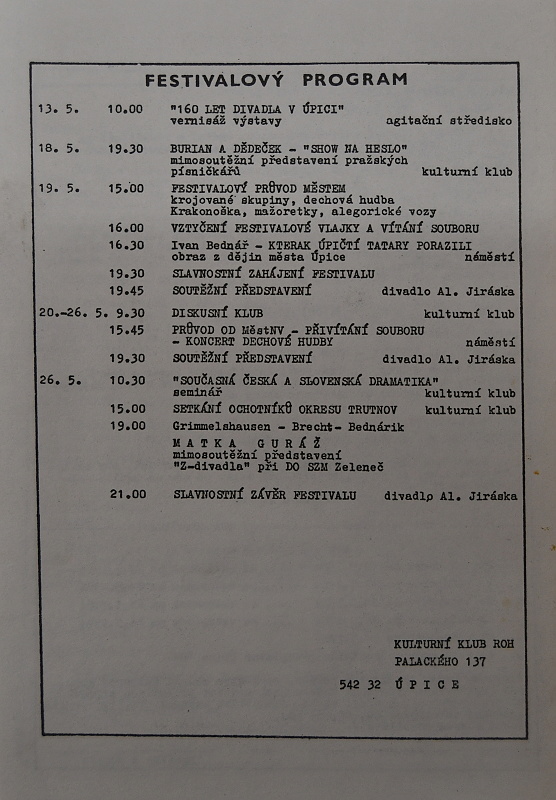 FESTIVALOVÝ PROGRAM
13. 5. 10.00 "160 LET DIVADLA V ÚPICI"
vernisáž výstavy agitační středisko
18. 5. 19.30 BURIAN A DĚDEČEK - "SHOW NA HESLO"
mimosoutěžní představení pražských
písničkářů kulturní klub
19. 5. 15.00 FESTIVALOVÝ PRŮVOD MĚSTEM
krojované skupiny, dechová hudba
Krakonoška, mažoretky, alegorické vozy
16.00 VZTYČENÍ FESTIVALOVÉ VLAJKY A VÍTÁNÍ SOUBORU
16.30 Ivan Bednář - KTERAK ÚPIČTÍ TATARY PORAZILI
obraz z dějin města Úpice náměstí
19.30 SLAVNOSTNÍ ZAHÁJENÍ FESTIVALU
19.45 SOUTĚŽNÍ PŘEDSTAVENÍ divadlo Al. Jiráska
20.-26. 5. 9.30 DISKUSNÍ KLUB kulturní klub
15.45 PRŮVOD OD MěstNV - PŘIVÍTÁNÍ SOUBORU
- KONCERT DECHOVÉ HUDBY náměstí
19.30 SOUTĚŽNÍ PŘEDSTAVENÍ divadlo Al. Jiráska
26. 5. 10.30 "SOUČASNÁ ČESKÁ A SLOVENSKÁ DRAMATIKA"
seminář kulturní klub
15.00 SETKÁNÍ OCHOTNÍKŮ OKRESU TRUTNOV kulturní klub
19.00 Grimmelshausen - Brecht- Bednárik
M A T K A G U R Á Ž
mimosoutěžní představení
"Z-divadla" při DO SZM Zeleneč
21.00 SLAVNOSTNÍ ZÁVĚR FESTIVALU divadlo Al. Jiráska
KULTURNÍ KLUB ROH
PALACKÉHO 137
542 32 Ú P I C E